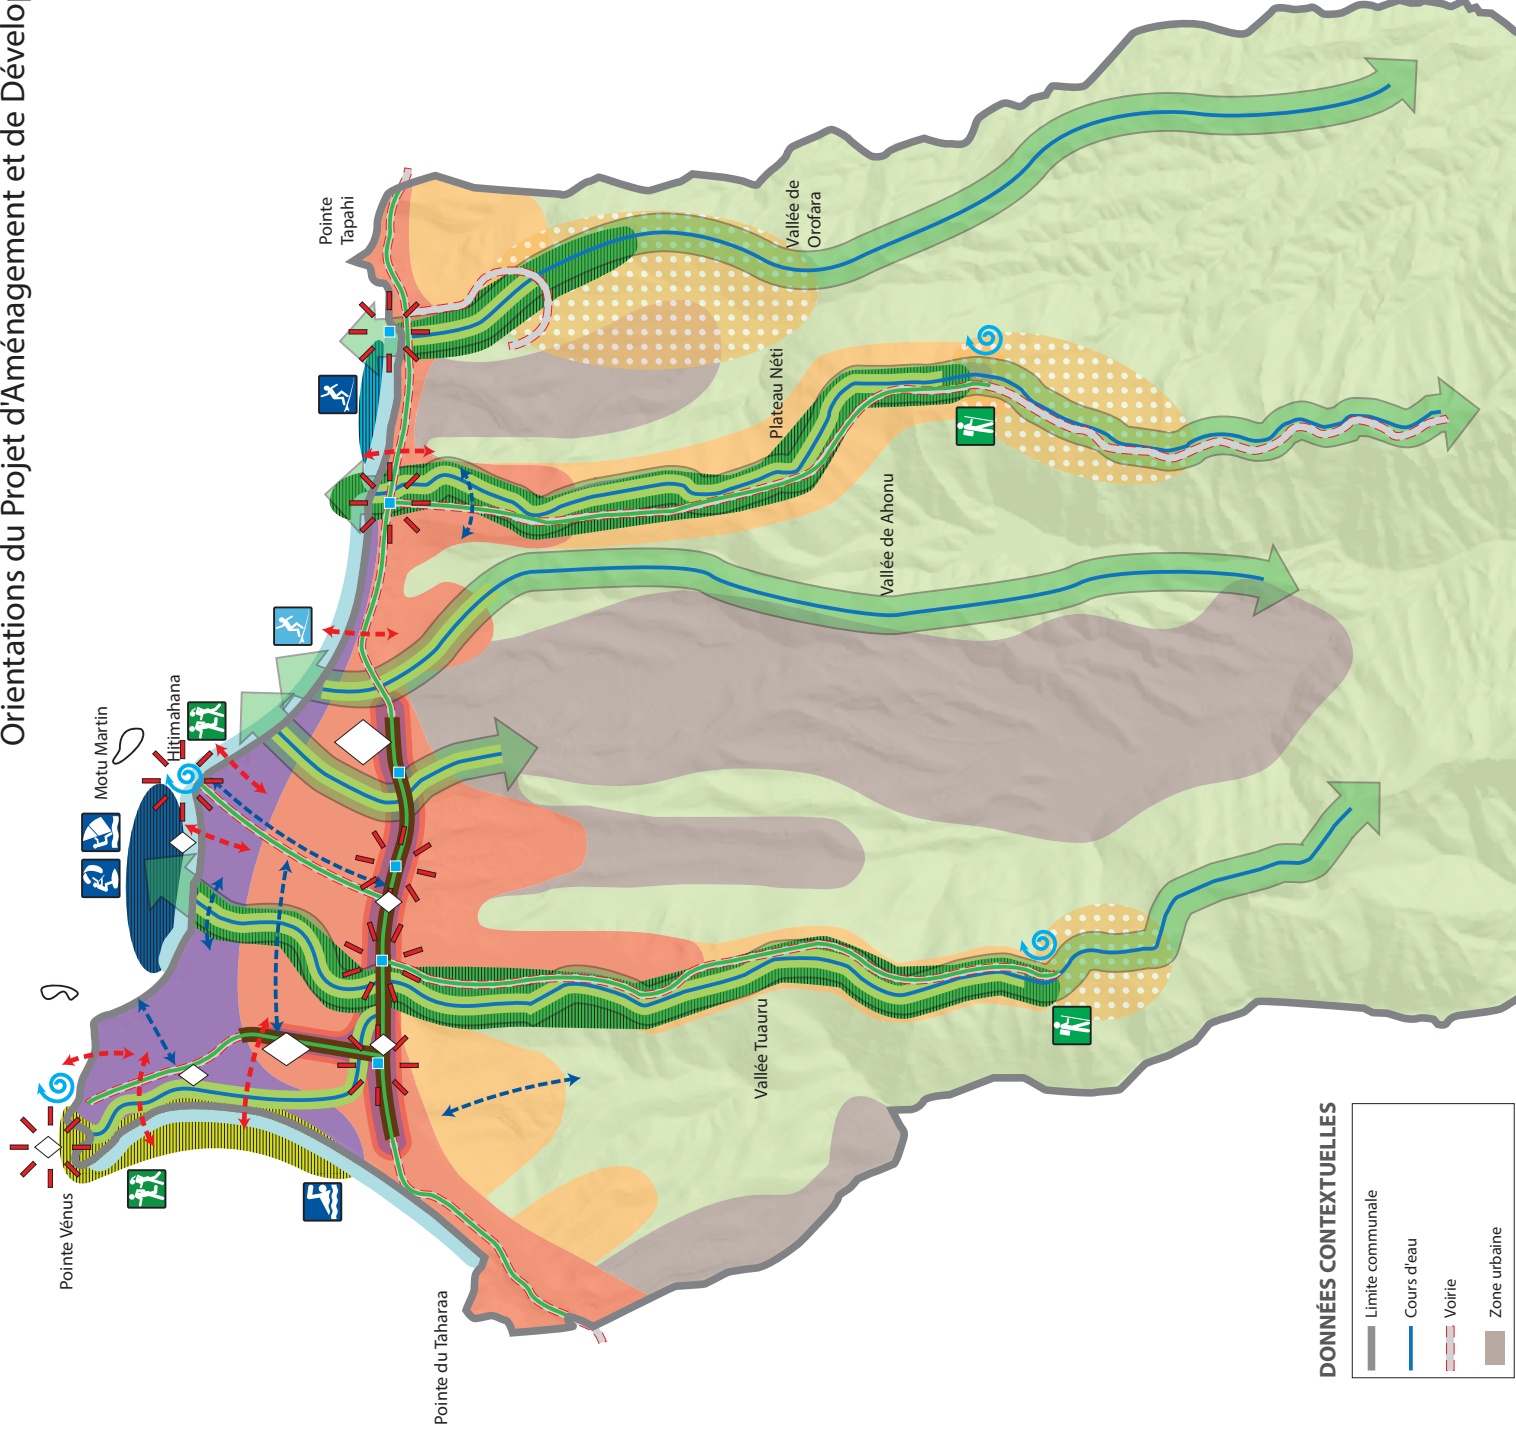 Orientations du Projet d'Aménagement et de Dévelop
Pointe
Tapahi
Vallée de
Orofara
Plateau Néti
Vallée de Ahonu
Hitimahana
Motu Martin
Vallée Tuauru
Pointe Vénus
Pointe du Taharaa
DONNÉES CONTEXTUELLES
Limite communale
Cours d'eau
Voirie
Zone urbaine